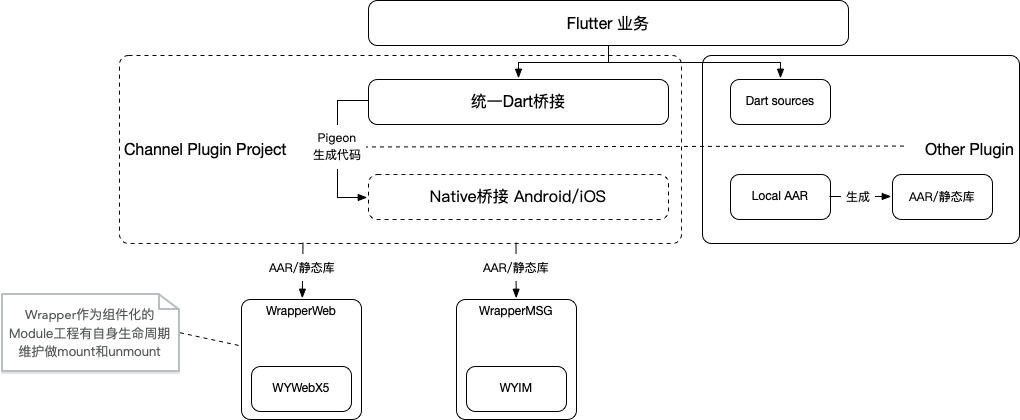 Flutter 业务
统一Dart桥接
Dart sources
Pigeon
生成代码
Channel Plugin Project
Other Plugin
Native桥接 Android/iOS
Local AAR
生成
AAR/静态库
AAR/静态库
AAR/静态库
Wrapper作为组件化的
Module工程有自身生命周期
维护做mount和unmount
WrapperWeb
WrapperMSG
WYWebX5
WYIM